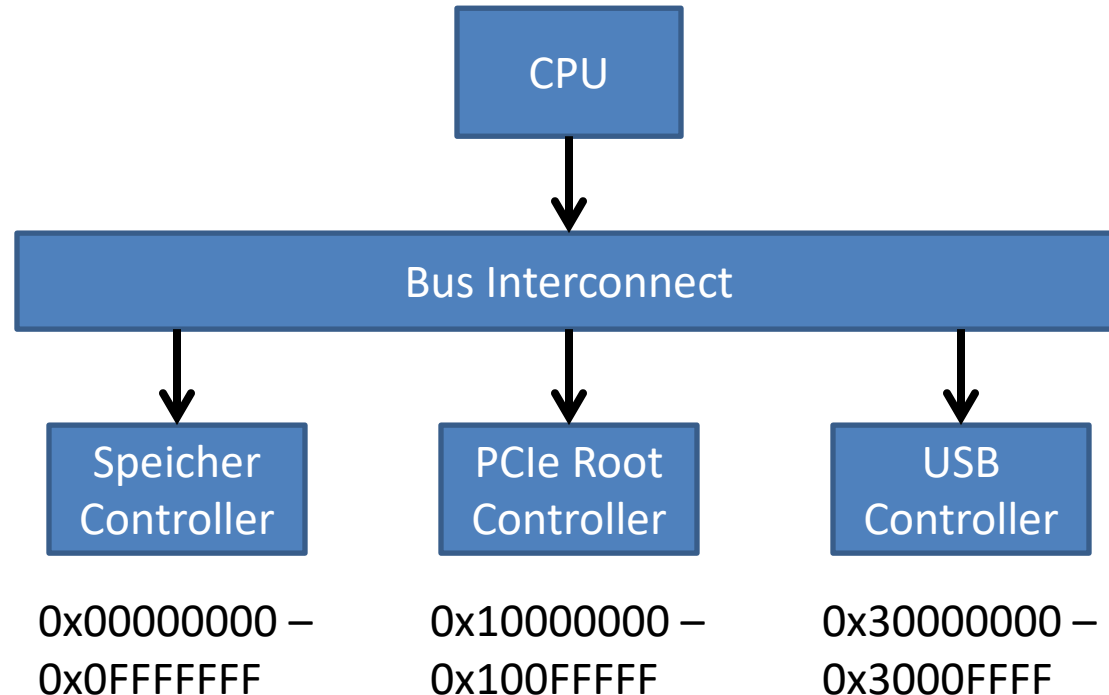 CPU
Bus Interconnect
Speicher
Controller
PCIe Root
Controller
USB
Controller
0x00000000 –
0x0FFFFFFF
0x10000000 –
0x100FFFFF
0x30000000 –
0x3000FFFF